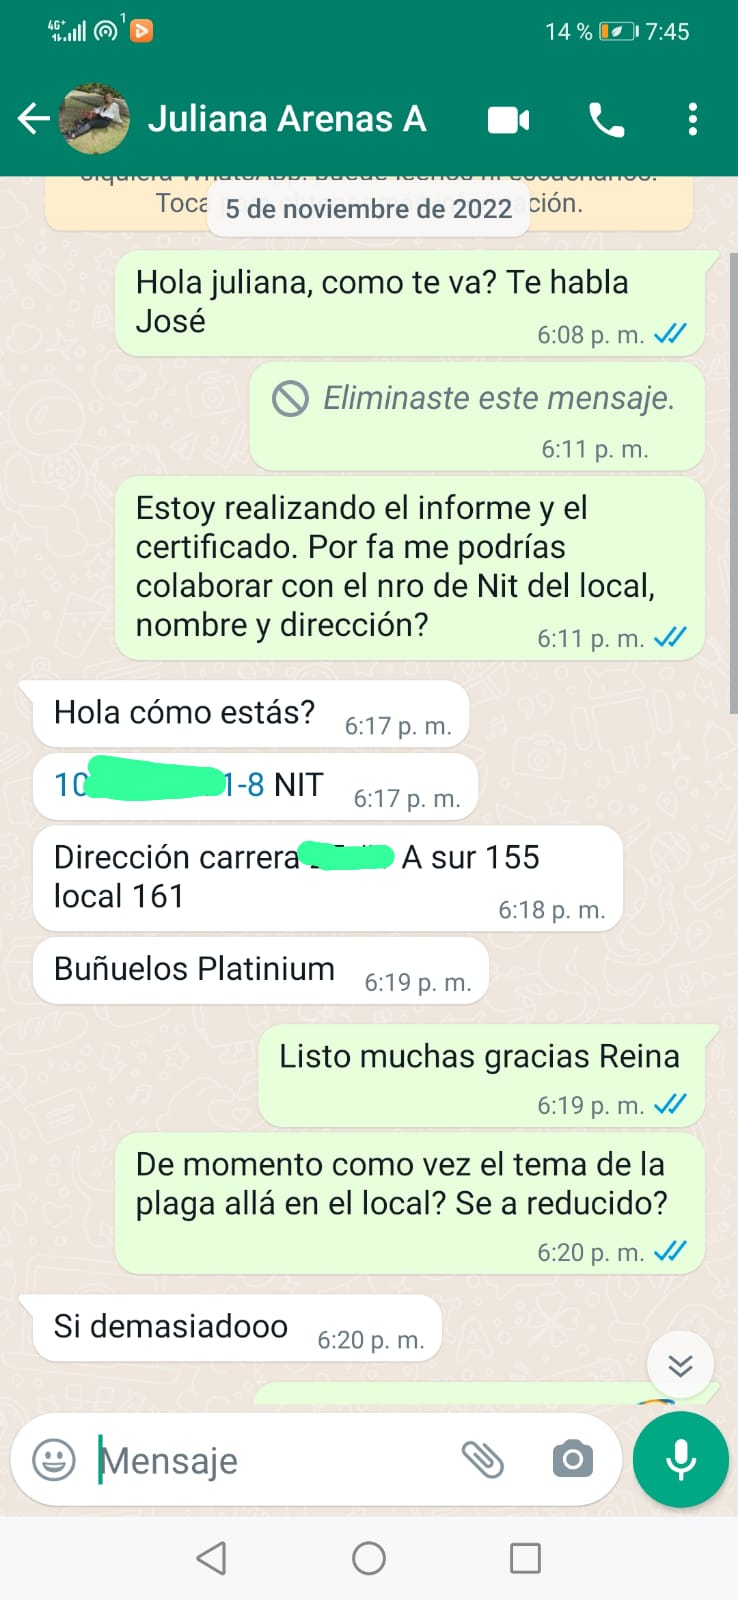 4G+
1
14 % 7:45
Juliana Arenas A
Toca
ción.
5 de noviembre de 2022
Hola juliana, como te va? Te habla
José
6:08 p. m.
Eliminaste este mensaje.
6:11 p. m.
Estoy realizando el informe y el
certificado. Por fa me podrías
colaborar con el nro de Nit del local,
nombre y dirección?
6:11 p. m.
Hola cómo estás?
6:17 p. m.
10 1-8 NIT
6:17 p. m.
Dirección carrera A sur 155
local 161
6:18 p. m.
Buñuelos Platinium
6:19 p. m.
Listo muchas gracias Reina
6:19 p. m.
De momento como vez el tema de la
plaga allá en el local? Se a reducido?
6:20 p. m.
Si demasiadooo
6:20 p. m.
Mensaje